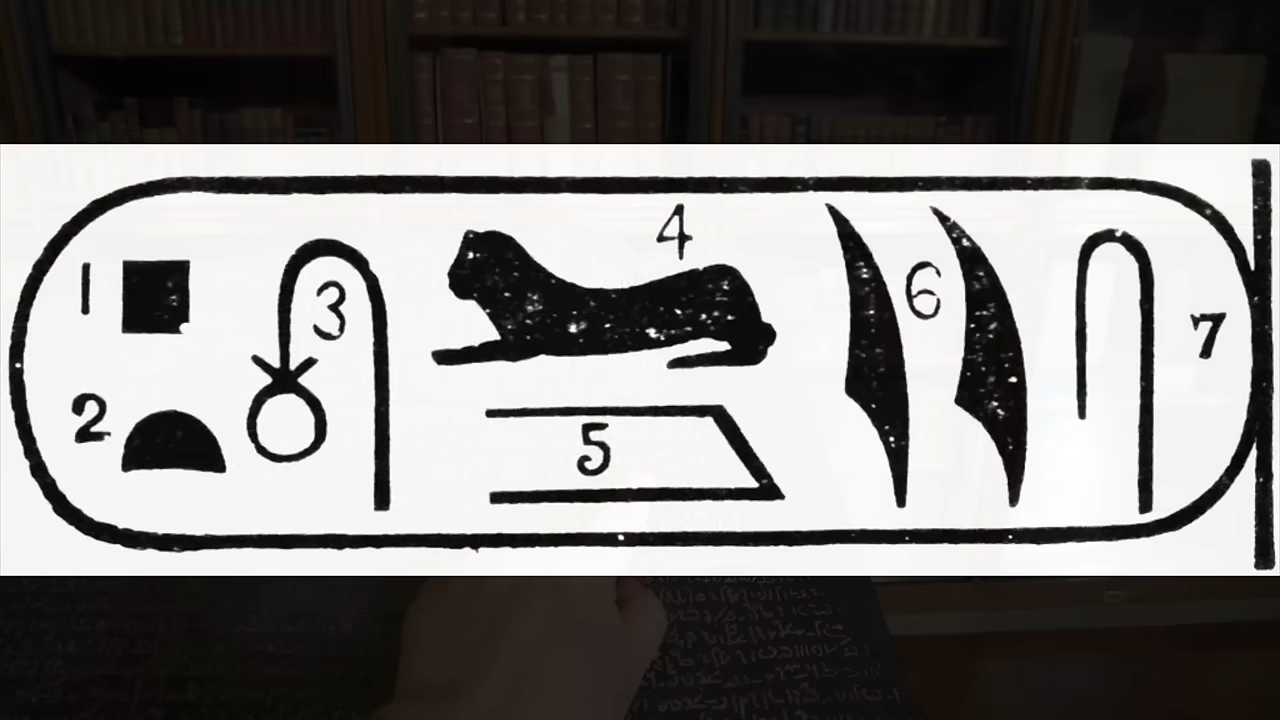 1 𓊪 2 𓏏 3 𓍯 4 𓃭 5 𓐝 6 𓇌 7 𓋴